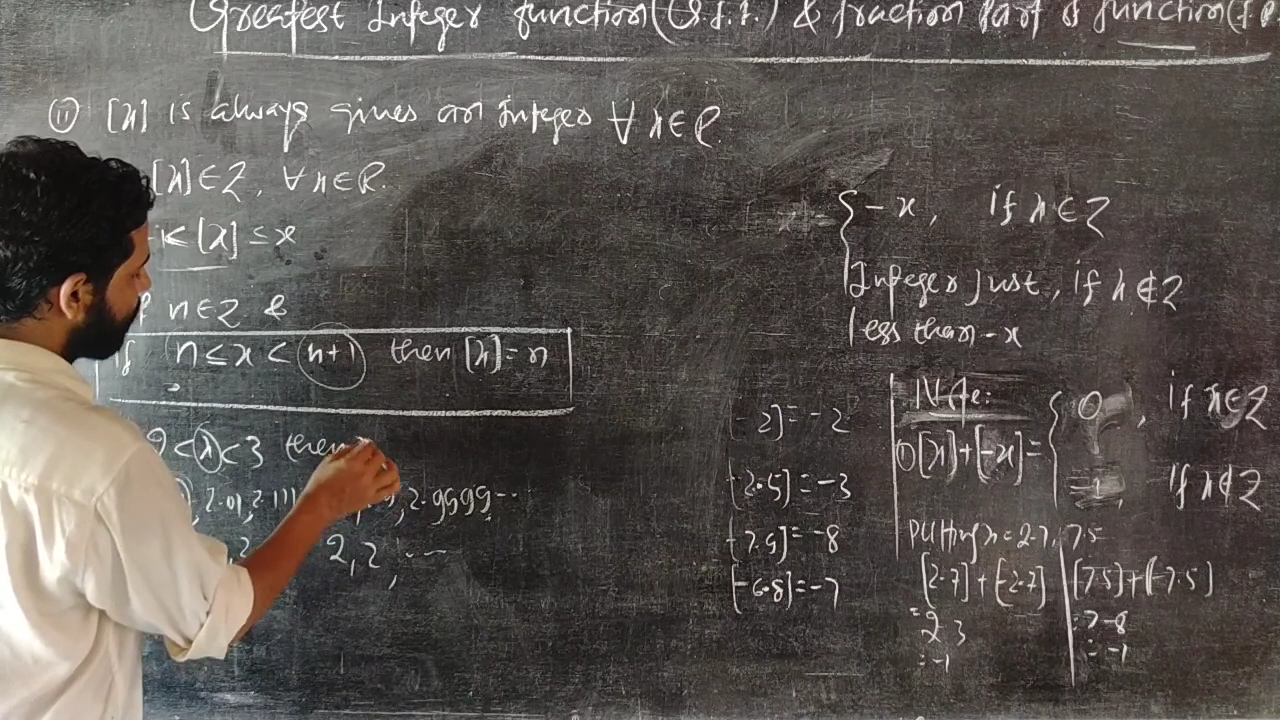 Greatest Integer function (G.I.f.) & fraction Part of function (f.P
(ii) [x] is always gives an Integer ∀ x∈R.
[x]∈Z, ∀x∈R.
< [x] ≤ x
n∈Z &
If n ≤ x < (n+1) then [x] = n
2 < x < 3 then
, 2.01, 2.111 , 2.9999--
2, 2, --
{ -x, if x∈Z
Integer just, if x∉Z
less than -x
-2] = -2
[-2.5] = -3
-7.5] = -8
[-6.8] = -7
Note:
① [x]+[-x] = { 0, if x∈Z
-1, if x∉Z
Putting x = 2.7, 7.5
[2.7]+[-2.7]
= 2 3
= -1
[7.5]+[-7.5]
= 7-8
= -1